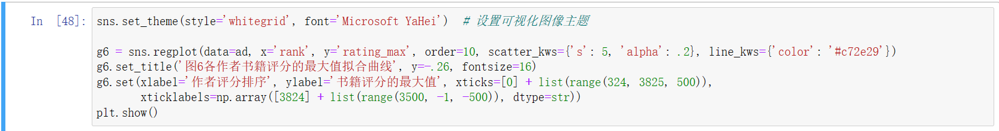 In [48]: sns.set_theme(style='whitegrid', font='Microsoft YaHei')  # 设置可视化图像主题
g6 = sns.regplot(data=ad, x='rank', y='rating_max', order=10, scatter_kws={'s': 5, 'alpha': .2}, line_kws={'color': '#c72e29'})
g6.set_title('图6各作者书籍评分的最大值拟合曲线', y=-.26, fontsize=16)
g6.set(xlabel='作者评分排序', ylabel='书籍评分的最大值', xticks=[0] + list(range(324, 3825, 500)),
xticklabels=np.array([3824] + list(range(3500, -1, -500)), dtype=str))
plt.show()